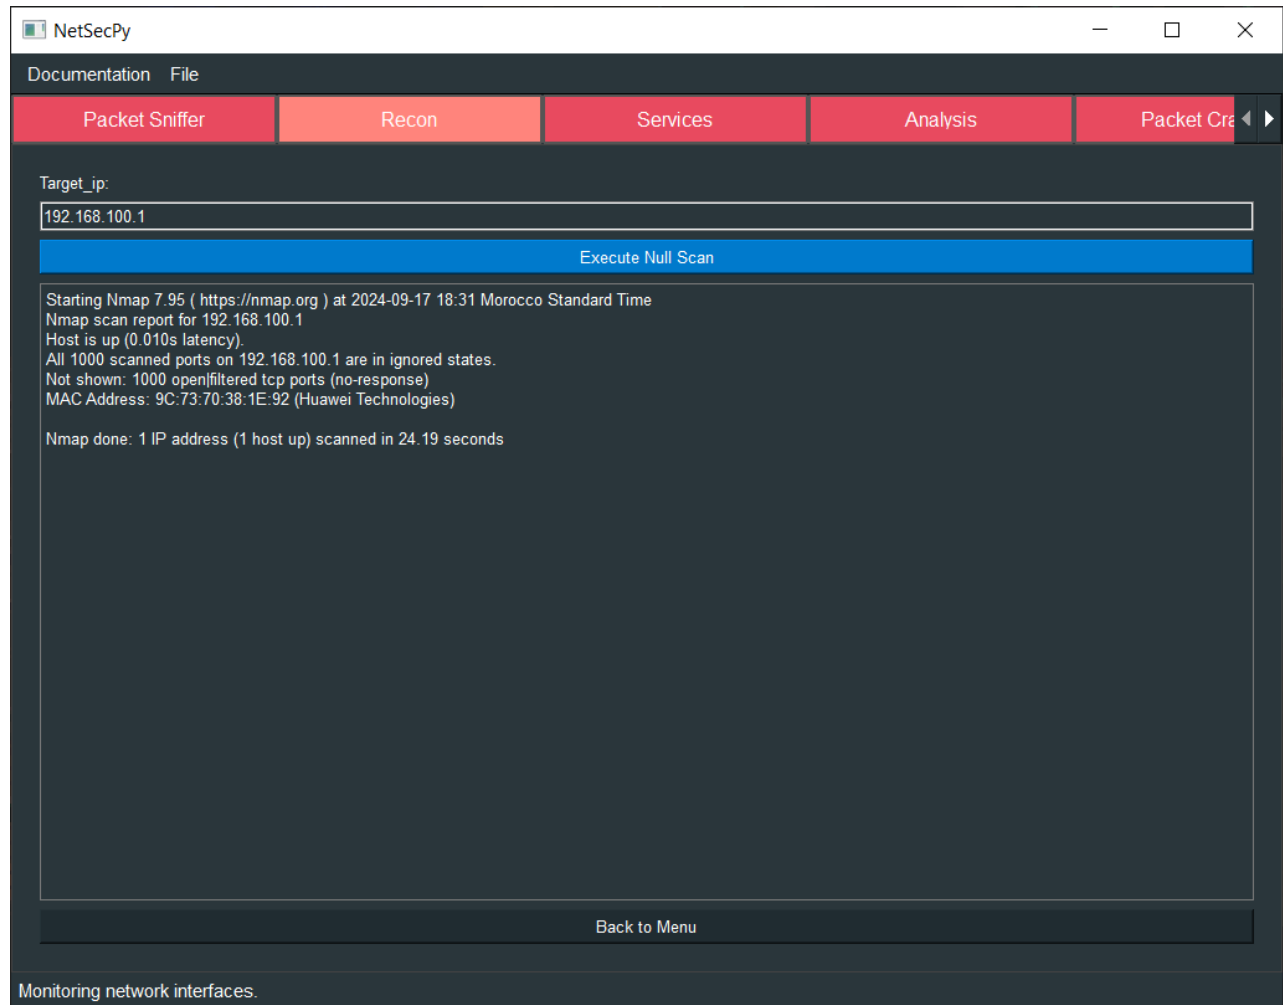 NetSecPy
Documentation File
Packet Sniffer Recon Services Analysis Packet Cra
Target_ip:
192.168.100.1
Execute Null Scan
Starting Nmap 7.95 ( https://nmap.org ) at 2024-09-17 18:31 Morocco Standard Time
Nmap scan report for 192.168.100.1
Host is up (0.010s latency).
All 1000 scanned ports on 192.168.100.1 are in ignored states.
Not shown: 1000 open|filtered tcp ports (no-response)
MAC Address: 9C:73:70:38:1E:92 (Huawei Technologies)
Nmap done: 1 IP address (1 host up) scanned in 24.19 seconds
Back to Menu
Monitoring network interfaces.